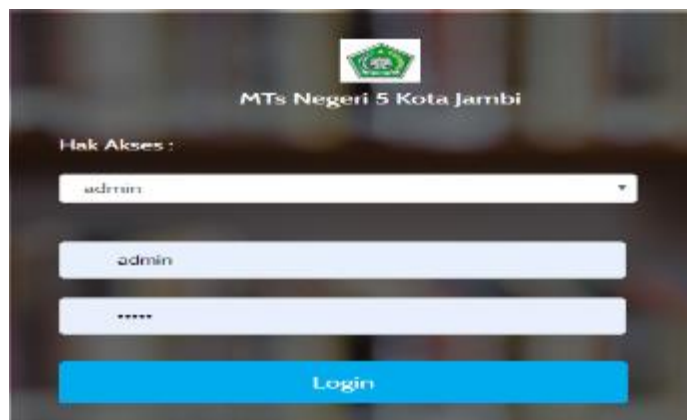 MTs Negeri 5 Kota Jambi
Hak Akses :
admin
admin
•••••
Login